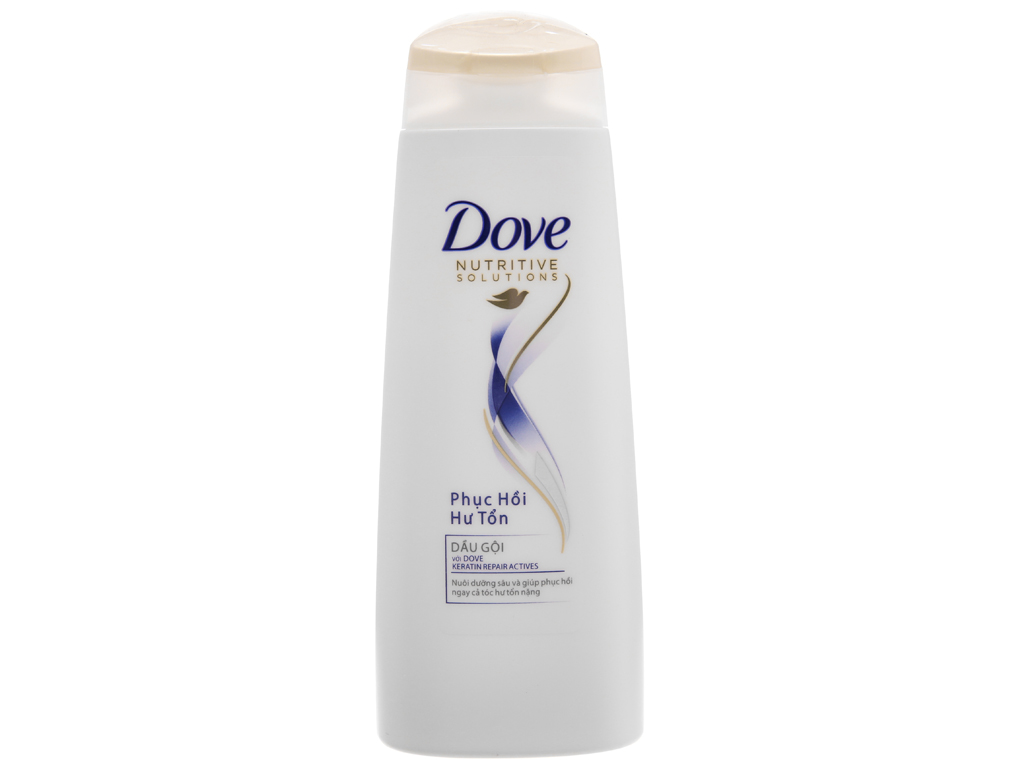 Dove
NUTRITIVE
SOLUTIONS
Phục Hồi
Hư Tổn
DẦU GỘI
VỚI DOVE
KERATIN REPAIR ACTIVES
Nuôi dưỡng sâu và giúp phục hồi
ngay cả tóc hư tổn nặng